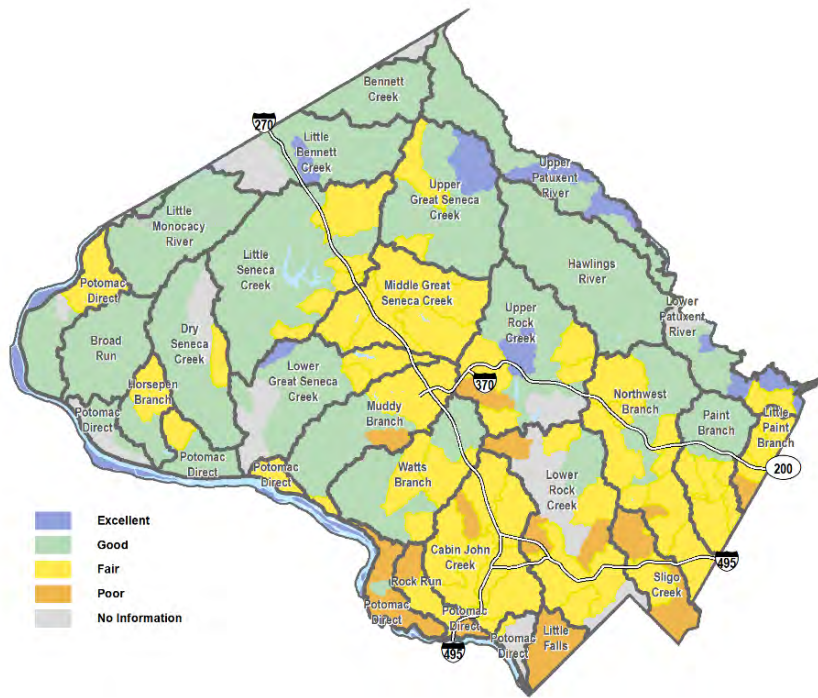 Bennett
Creek
270
Little
Bennett
Creek
Upper
Great Seneca
Creek
Upper
Patuxent
River
Little
Monocacy
River
Little
Seneca
Creek
Hawlings
River
Potomac
Direct
Middle Great
Seneca Creek
Upper
Rock
Creek
Lower
Patuxent
River
Broad
Run
Dry
Seneca
Creek
Lower
Great Seneca
Creek
370
Horsepen
Branch
Muddy
Branch
Northwest
Branch
Paint
Branch
Little
Paint
Branch
Potomac
Direct
Potomac
Direct
Potomac
Direct
Watts
Branch
Lower
Rock
Creek
200
Excellent
Good
Fair
Poor
No Information
Cabin John
Creek
495
Rock Run
Sligo
Creek
Potomac
Direct
Potomac
Direct
Potomac
Direct
Little
Falls
495